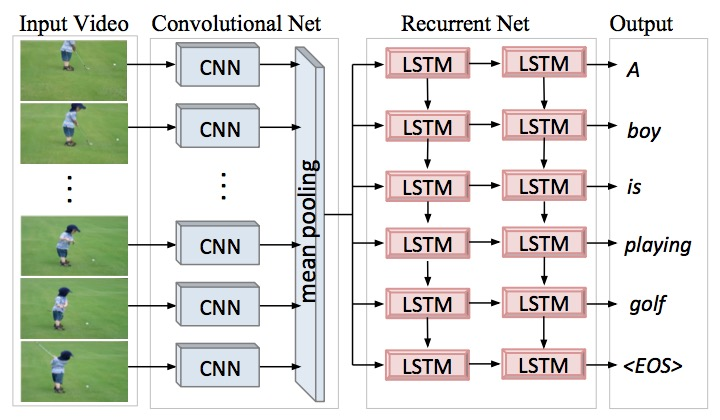 Input Video Convolutional Net Recurrent Net Output
CNN LSTM LSTM A
CNN LSTM LSTM boy
LSTM LSTM is
CNN LSTM LSTM playing
CNN LSTM LSTM golf
CNN LSTM LSTM <EOS>
mean pooling